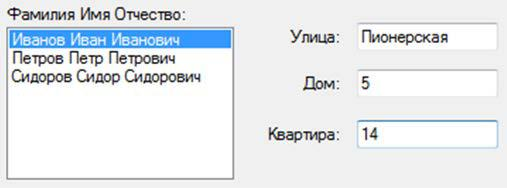 Фамилия Имя Отчество:
Иванов Иван Иванович
Петров Петр Петрович
Сидоров Сидор Сидорович
Улица: Пионерская
Дом: 5
Квартира: 14